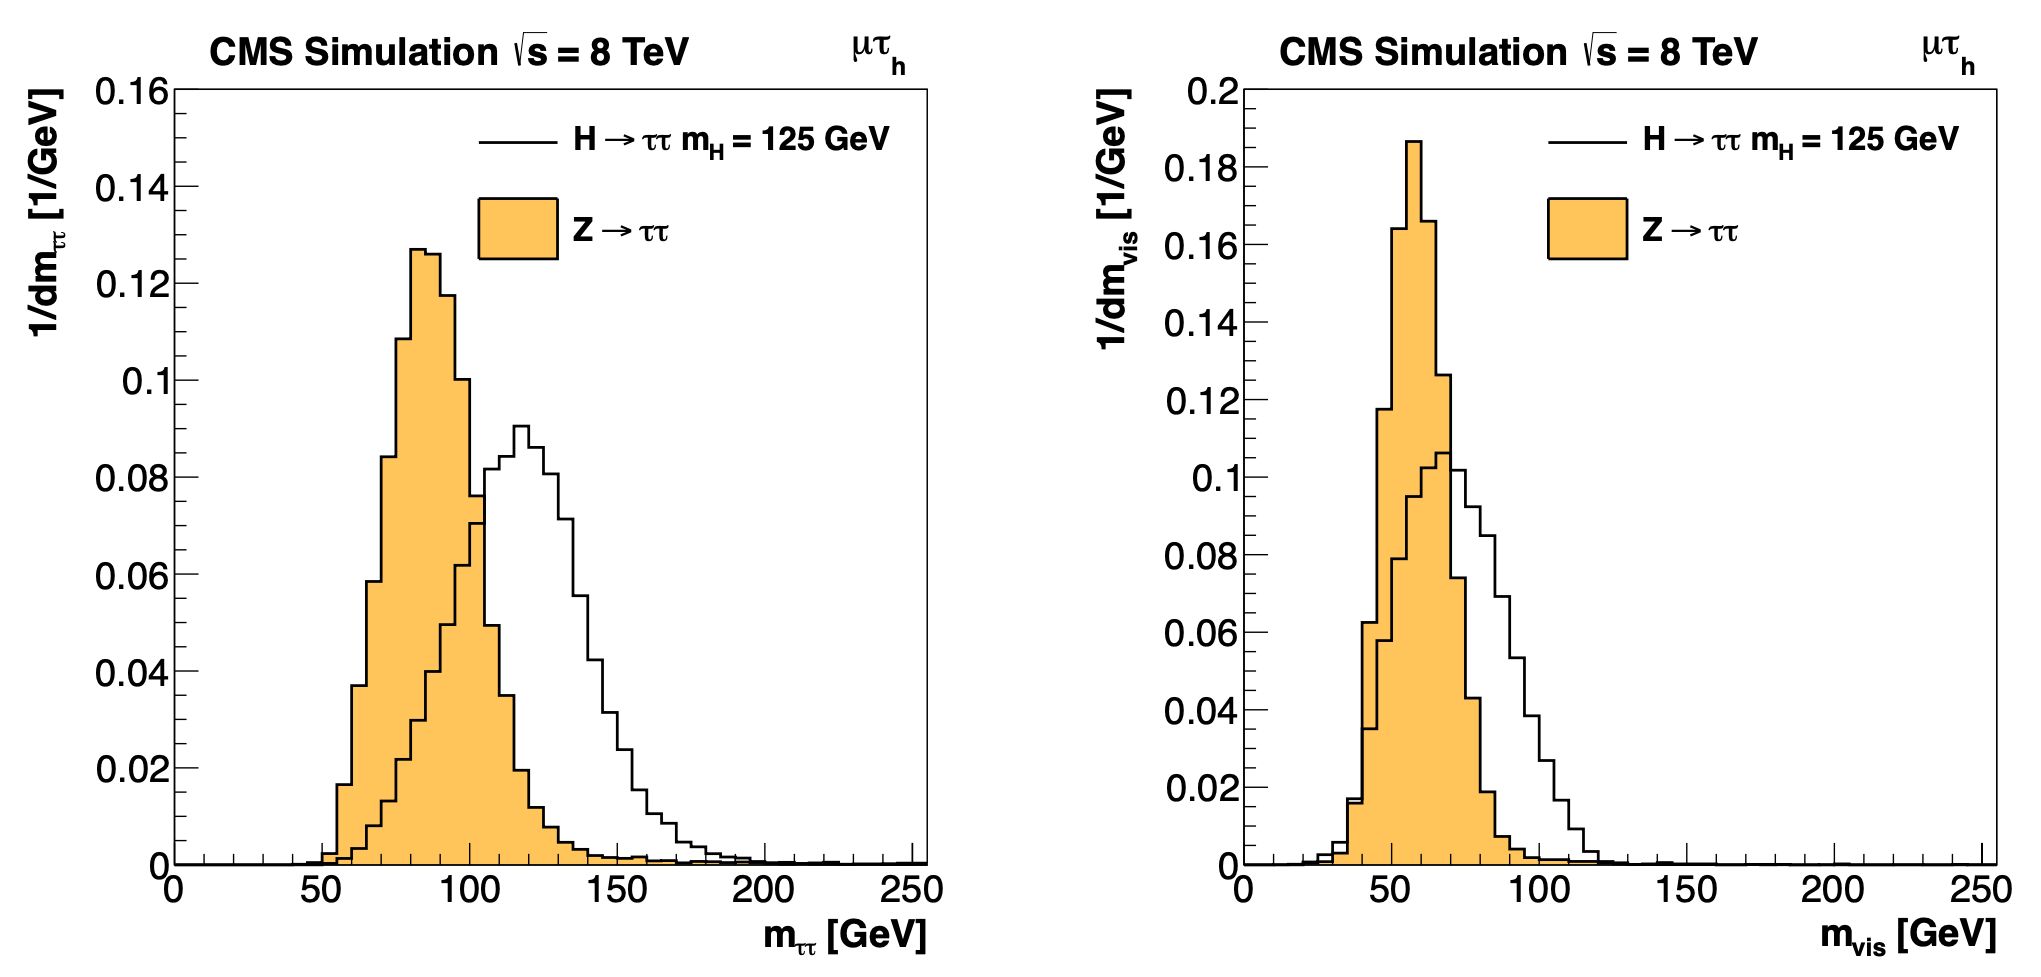 CMS Simulation √s = 8 TeV μτh
1/dmττ [1/GeV]
0.16
0.14
0.12
0.1
0.08
0.06
0.04
0.02
0
H → ττ mH = 125 GeV
Z → ττ
0 50 100 150 200 250
mττ [GeV]
CMS Simulation √s = 8 TeV μτh
1/dmvis [1/GeV]
0.2
0.18
0.16
0.14
0.12
0.1
0.08
0.06
0.04
0.02
0
H → ττ mH = 125 GeV
Z → ττ
0 50 100 150 200 250
mvis [GeV]